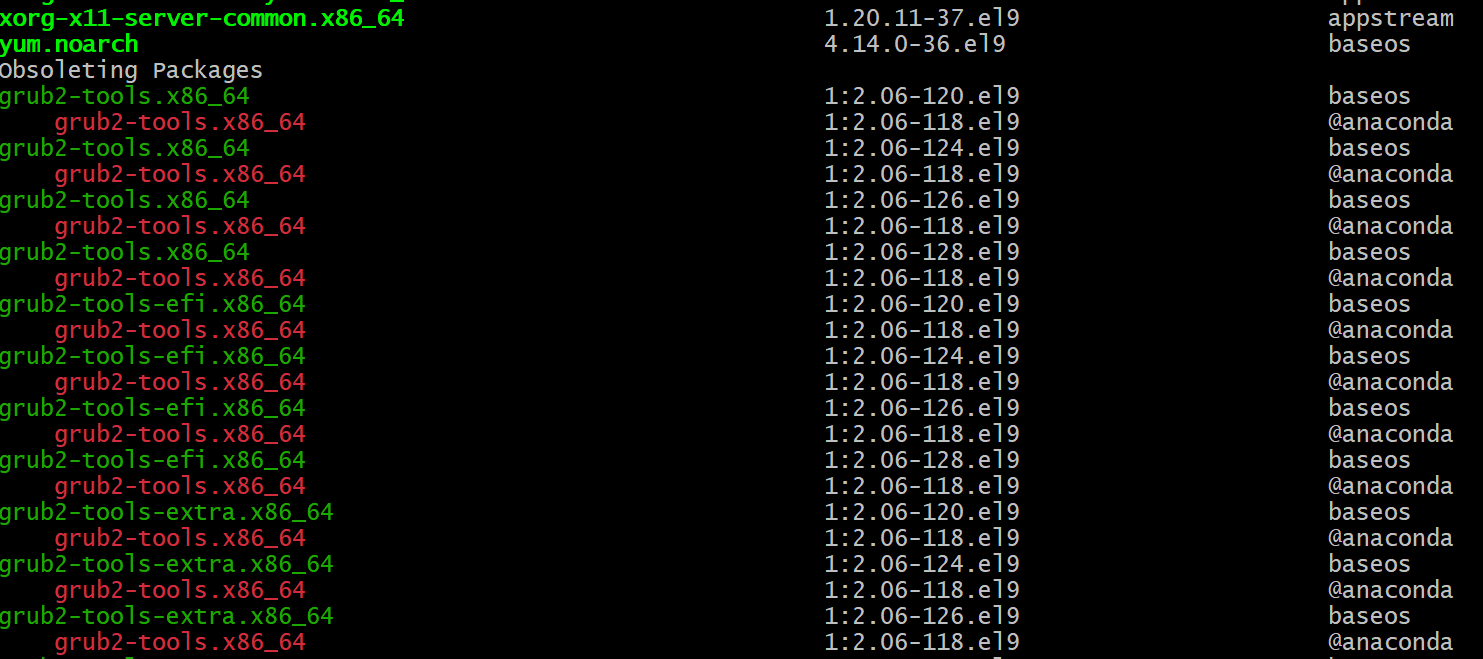 xorg-x11-server-common.x86_64 1.20.11-37.el9 appstream
yum.noarch 4.14.0-36.el9 baseos
Obsoleting Packages
grub2-tools.x86_64 1:2.06-120.el9 baseos
grub2-tools.x86_64 1:2.06-118.el9 @anaconda
grub2-tools.x86_64 1:2.06-124.el9 baseos
grub2-tools.x86_64 1:2.06-118.el9 @anaconda
grub2-tools.x86_64 1:2.06-126.el9 baseos
grub2-tools.x86_64 1:2.06-118.el9 @anaconda
grub2-tools.x86_64 1:2.06-128.el9 baseos
grub2-tools.x86_64 1:2.06-118.el9 @anaconda
grub2-tools-efi.x86_64 1:2.06-120.el9 baseos
grub2-tools.x86_64 1:2.06-118.el9 @anaconda
grub2-tools-efi.x86_64 1:2.06-124.el9 baseos
grub2-tools.x86_64 1:2.06-118.el9 @anaconda
grub2-tools-efi.x86_64 1:2.06-126.el9 baseos
grub2-tools.x86_64 1:2.06-118.el9 @anaconda
grub2-tools-efi.x86_64 1:2.06-128.el9 baseos
grub2-tools.x86_64 1:2.06-118.el9 @anaconda
grub2-tools-extra.x86_64 1:2.06-120.el9 baseos
grub2-tools.x86_64 1:2.06-118.el9 @anaconda
grub2-tools-extra.x86_64 1:2.06-124.el9 baseos
grub2-tools.x86_64 1:2.06-118.el9 @anaconda
grub2-tools-extra.x86_64 1:2.06-126.el9 baseos
grub2-tools.x86_64 1:2.06-118.el9 @anaconda